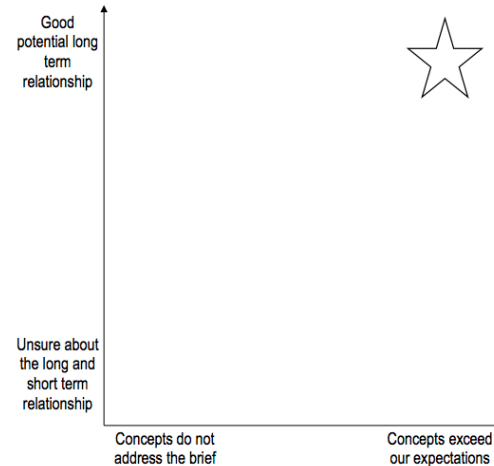 Good
potential long
term
relationship
Unsure about
the long and
short term
relationship
Concepts do not
address the brief
Concepts exceed
our expectations